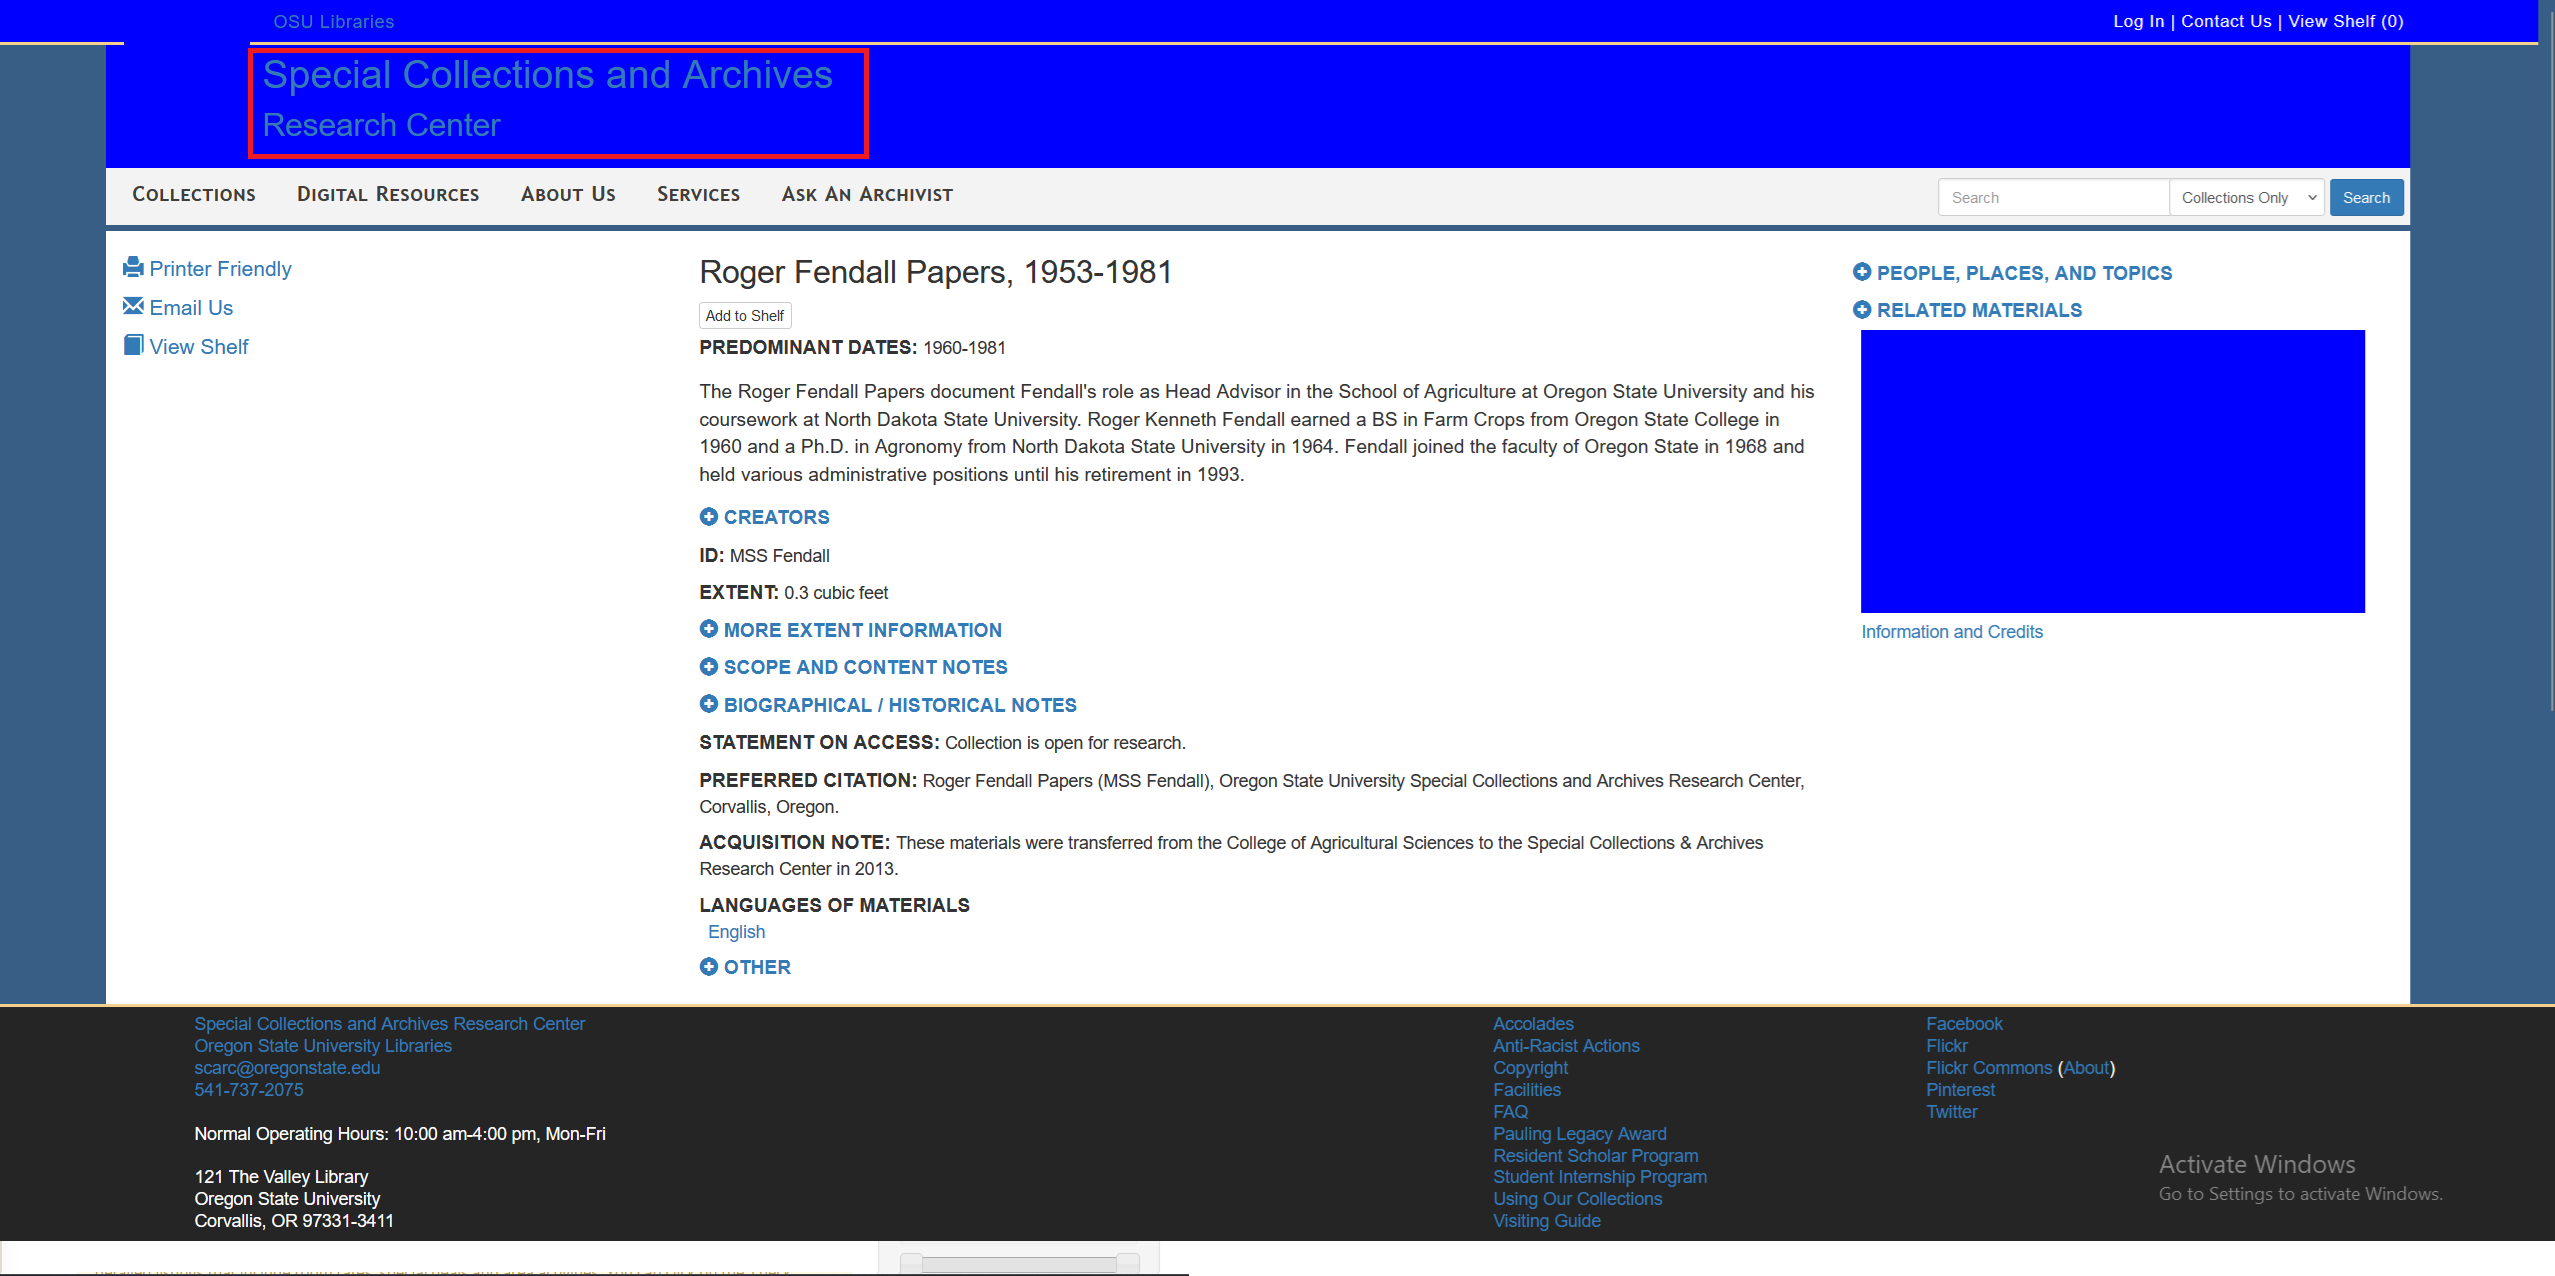 OSU Libraries
Log In | Contact Us | View Shelf (0)
Special Collections and Archives
Research Center
Collections Digital Resources About Us Services Ask An Archivist
Search Collections Only Search
Printer Friendly
Email Us
View Shelf
Roger Fendall Papers, 1953-1981
Add to Shelf
PREDOMINANT DATES: 1960-1981
The Roger Fendall Papers document Fendall's role as Head Advisor in the School of Agriculture at Oregon State University and his
coursework at North Dakota State University. Roger Kenneth Fendall earned a BS in Farm Crops from Oregon State College in
1960 and a Ph.D. in Agronomy from North Dakota State University in 1964. Fendall joined the faculty of Oregon State in 1968 and
held various administrative positions until his retirement in 1993.
CREATORS
ID: MSS Fendall
EXTENT: 0.3 cubic feet
MORE EXTENT INFORMATION
SCOPE AND CONTENT NOTES
BIOGRAPHICAL / HISTORICAL NOTES
STATEMENT ON ACCESS: Collection is open for research.
PREFERRED CITATION: Roger Fendall Papers (MSS Fendall), Oregon State University Special Collections and Archives Research Center,
Corvallis, Oregon.
ACQUISITION NOTE: These materials were transferred from the College of Agricultural Sciences to the Special Collections & Archives
Research Center in 2013.
LANGUAGES OF MATERIALS
English
OTHER
PEOPLE, PLACES, AND TOPICS
RELATED MATERIALS
Information and Credits
Special Collections and Archives Research Center
Oregon State University Libraries
scarc@oregonstate.edu
541-737-2075
Normal Operating Hours: 10:00 am-4:00 pm, Mon-Fri
121 The Valley Library
Oregon State University
Corvallis, OR 97331-3411
Accolades
Anti-Racist Actions
Copyright
Facilities
FAQ
Pauling Legacy Award
Resident Scholar Program
Student Internship Program
Using Our Collections
Visiting Guide
Facebook
Flickr
Flickr Commons (About)
Pinterest
Twitter
Activate Windows
Go to Settings to activate Windows.